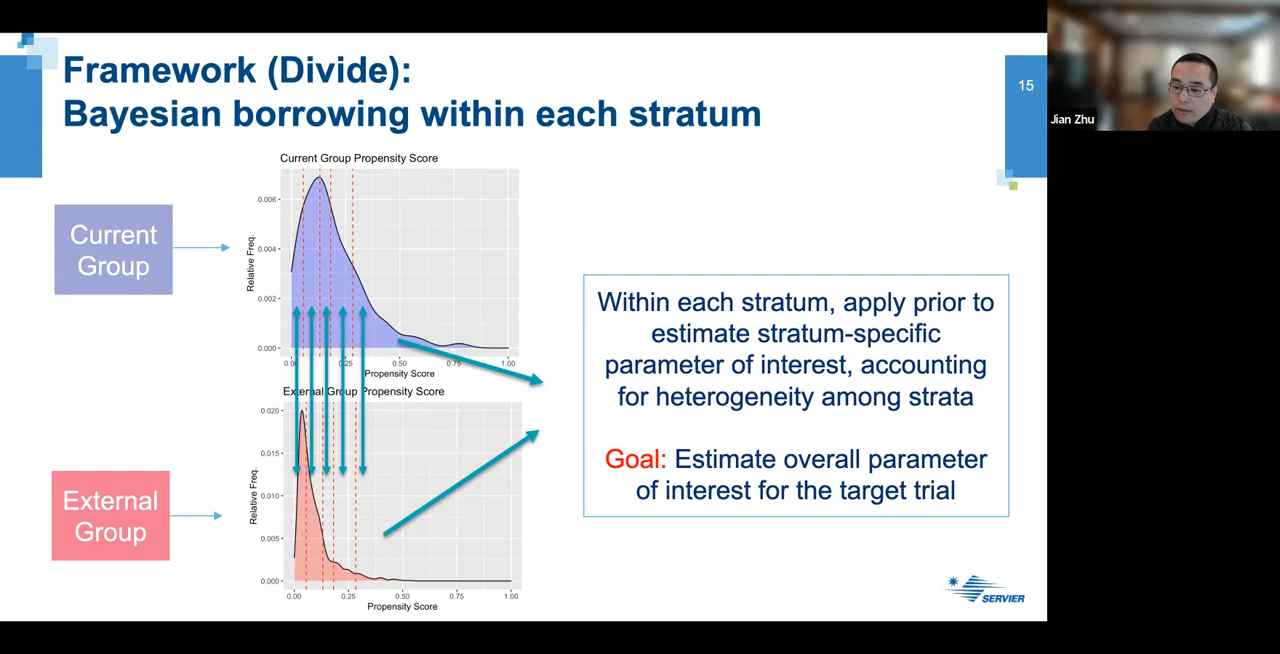 Framework (Divide):
Bayesian borrowing within each stratum
15
Jian Zhu
Current Group Propensity Score
Current
Group
Relative Freq.
0.006
0.004
0.002
0.000
0.00
0.25
0.50
0.75
1.00
Propensity Score
External Group Propensity Score
External
Group
Relative Freq.
0.020
0.015
0.010
0.005
0.000
0.00
0.25
0.50
0.75
1.00
Propensity Score
Within each stratum, apply prior to
estimate stratum-specific
parameter of interest, accounting
for heterogeneity among strata
Goal: Estimate overall parameter
of interest for the target trial
SERVIER